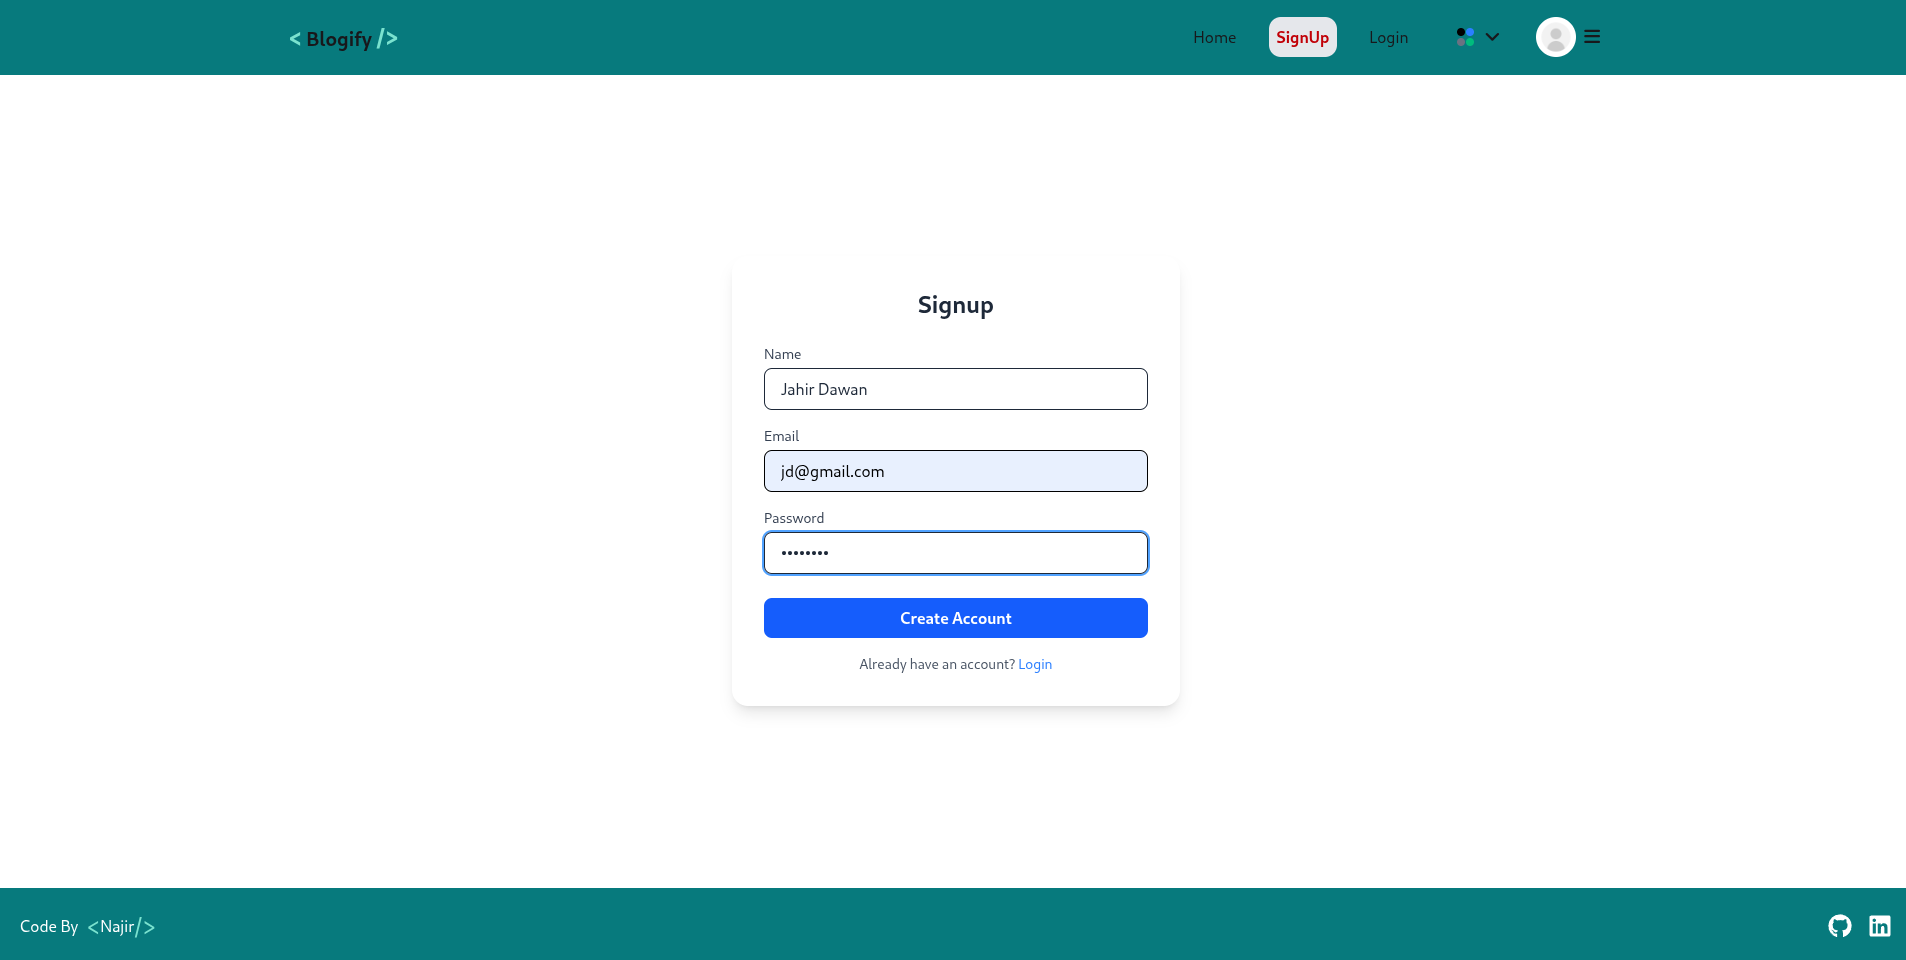 < Blogify />
Home SignUp Login
Signup
Name
Jahir Dawan
Email
jd@gmail.com
Password
••••••••
Create Account
Already have an account? Login
Code By <Najir/>